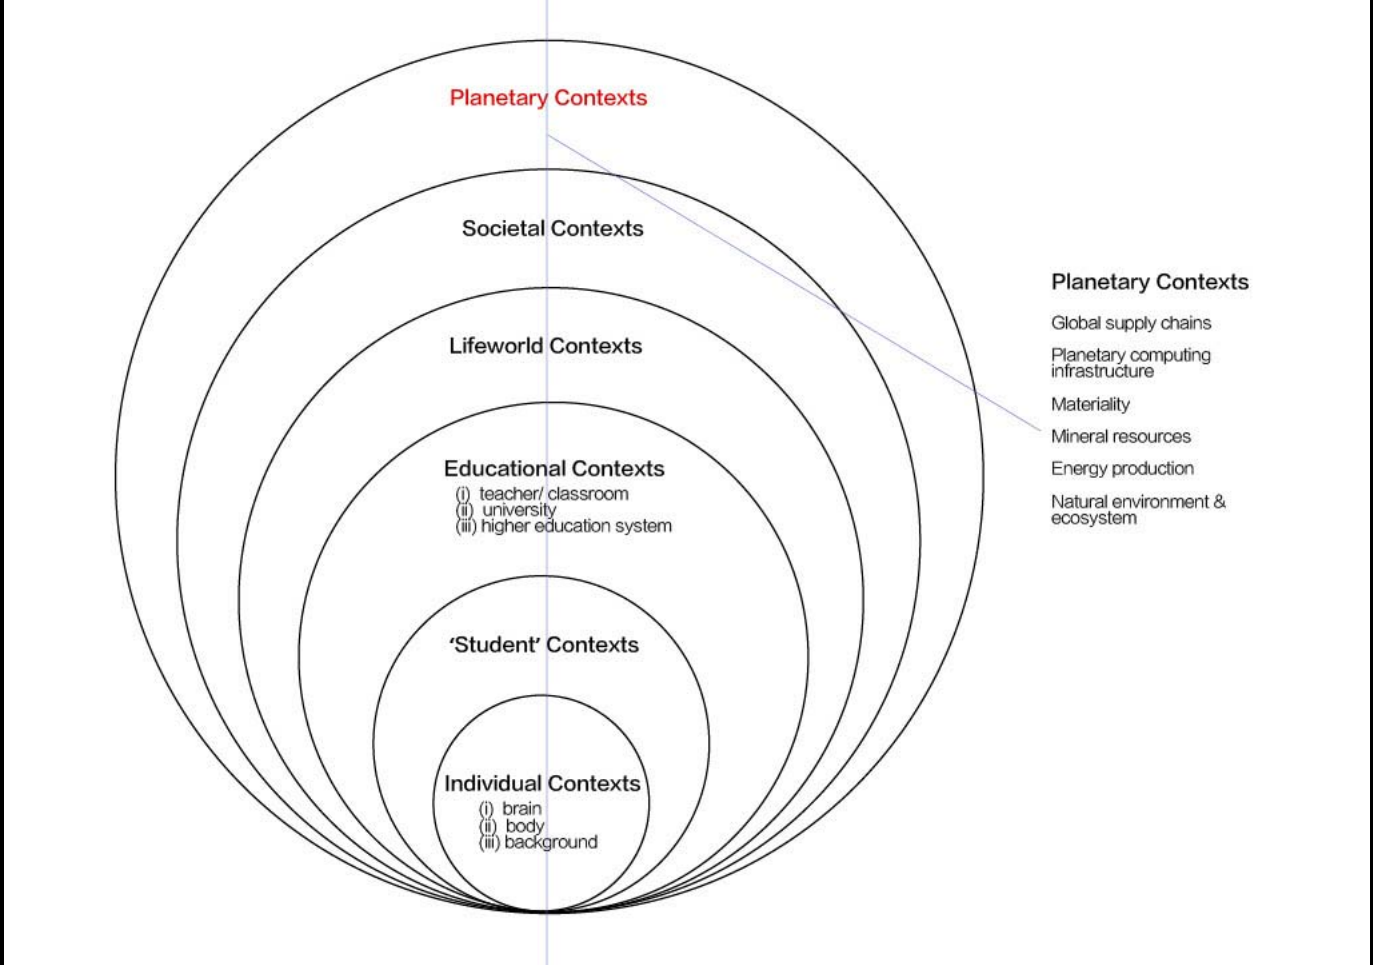 Planetary Contexts
Societal Contexts
Lifeworld Contexts
Educational Contexts
(i) teacher/ classroom
(ii) university
(iii) higher education system
‘Student’ Contexts
Individual Contexts
(i) brain
(ii) body
(iii) background
Planetary Contexts
Global supply chains
Planetary computing
infrastructure
Materiality
Mineral resources
Energy production
Natural environment &
ecosystem